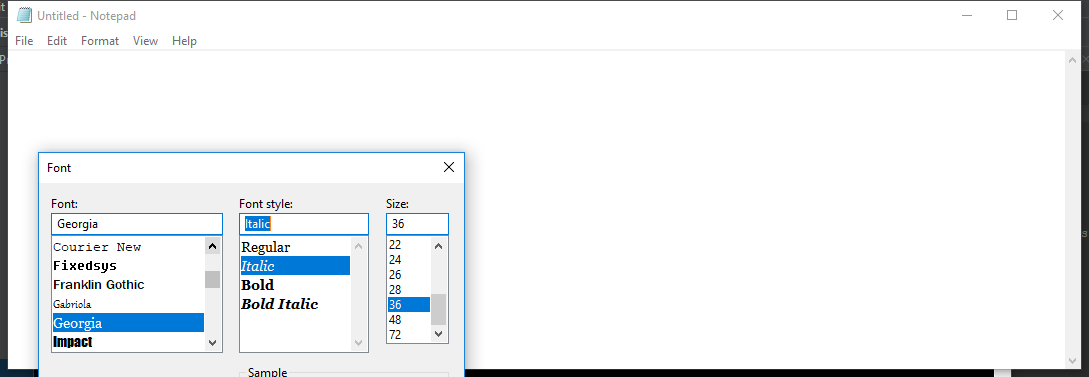 Untitled - Notepad
File Edit Format View Help
Font
Font: Font style: Size:
Georgia Italic 36
Courier New
Fixedsys
Franklin Gothic
Gabriola
Georgia
Impact
Regular
Italic
Bold
Bold Italic
22
24
26
28
36
48
72
Sample